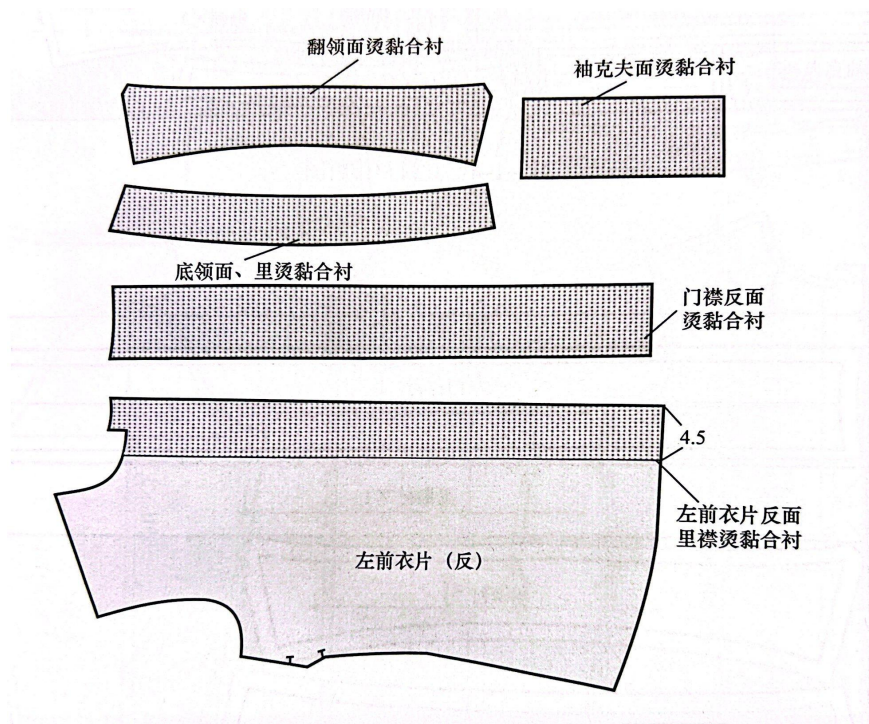 翻领面烫黏合衬
袖克夫面烫黏合衬
底领面、里烫黏合衬
门襟反面
烫黏合衬
4.5
左前衣片反面
里襟烫黏合衬
左前衣片（反）